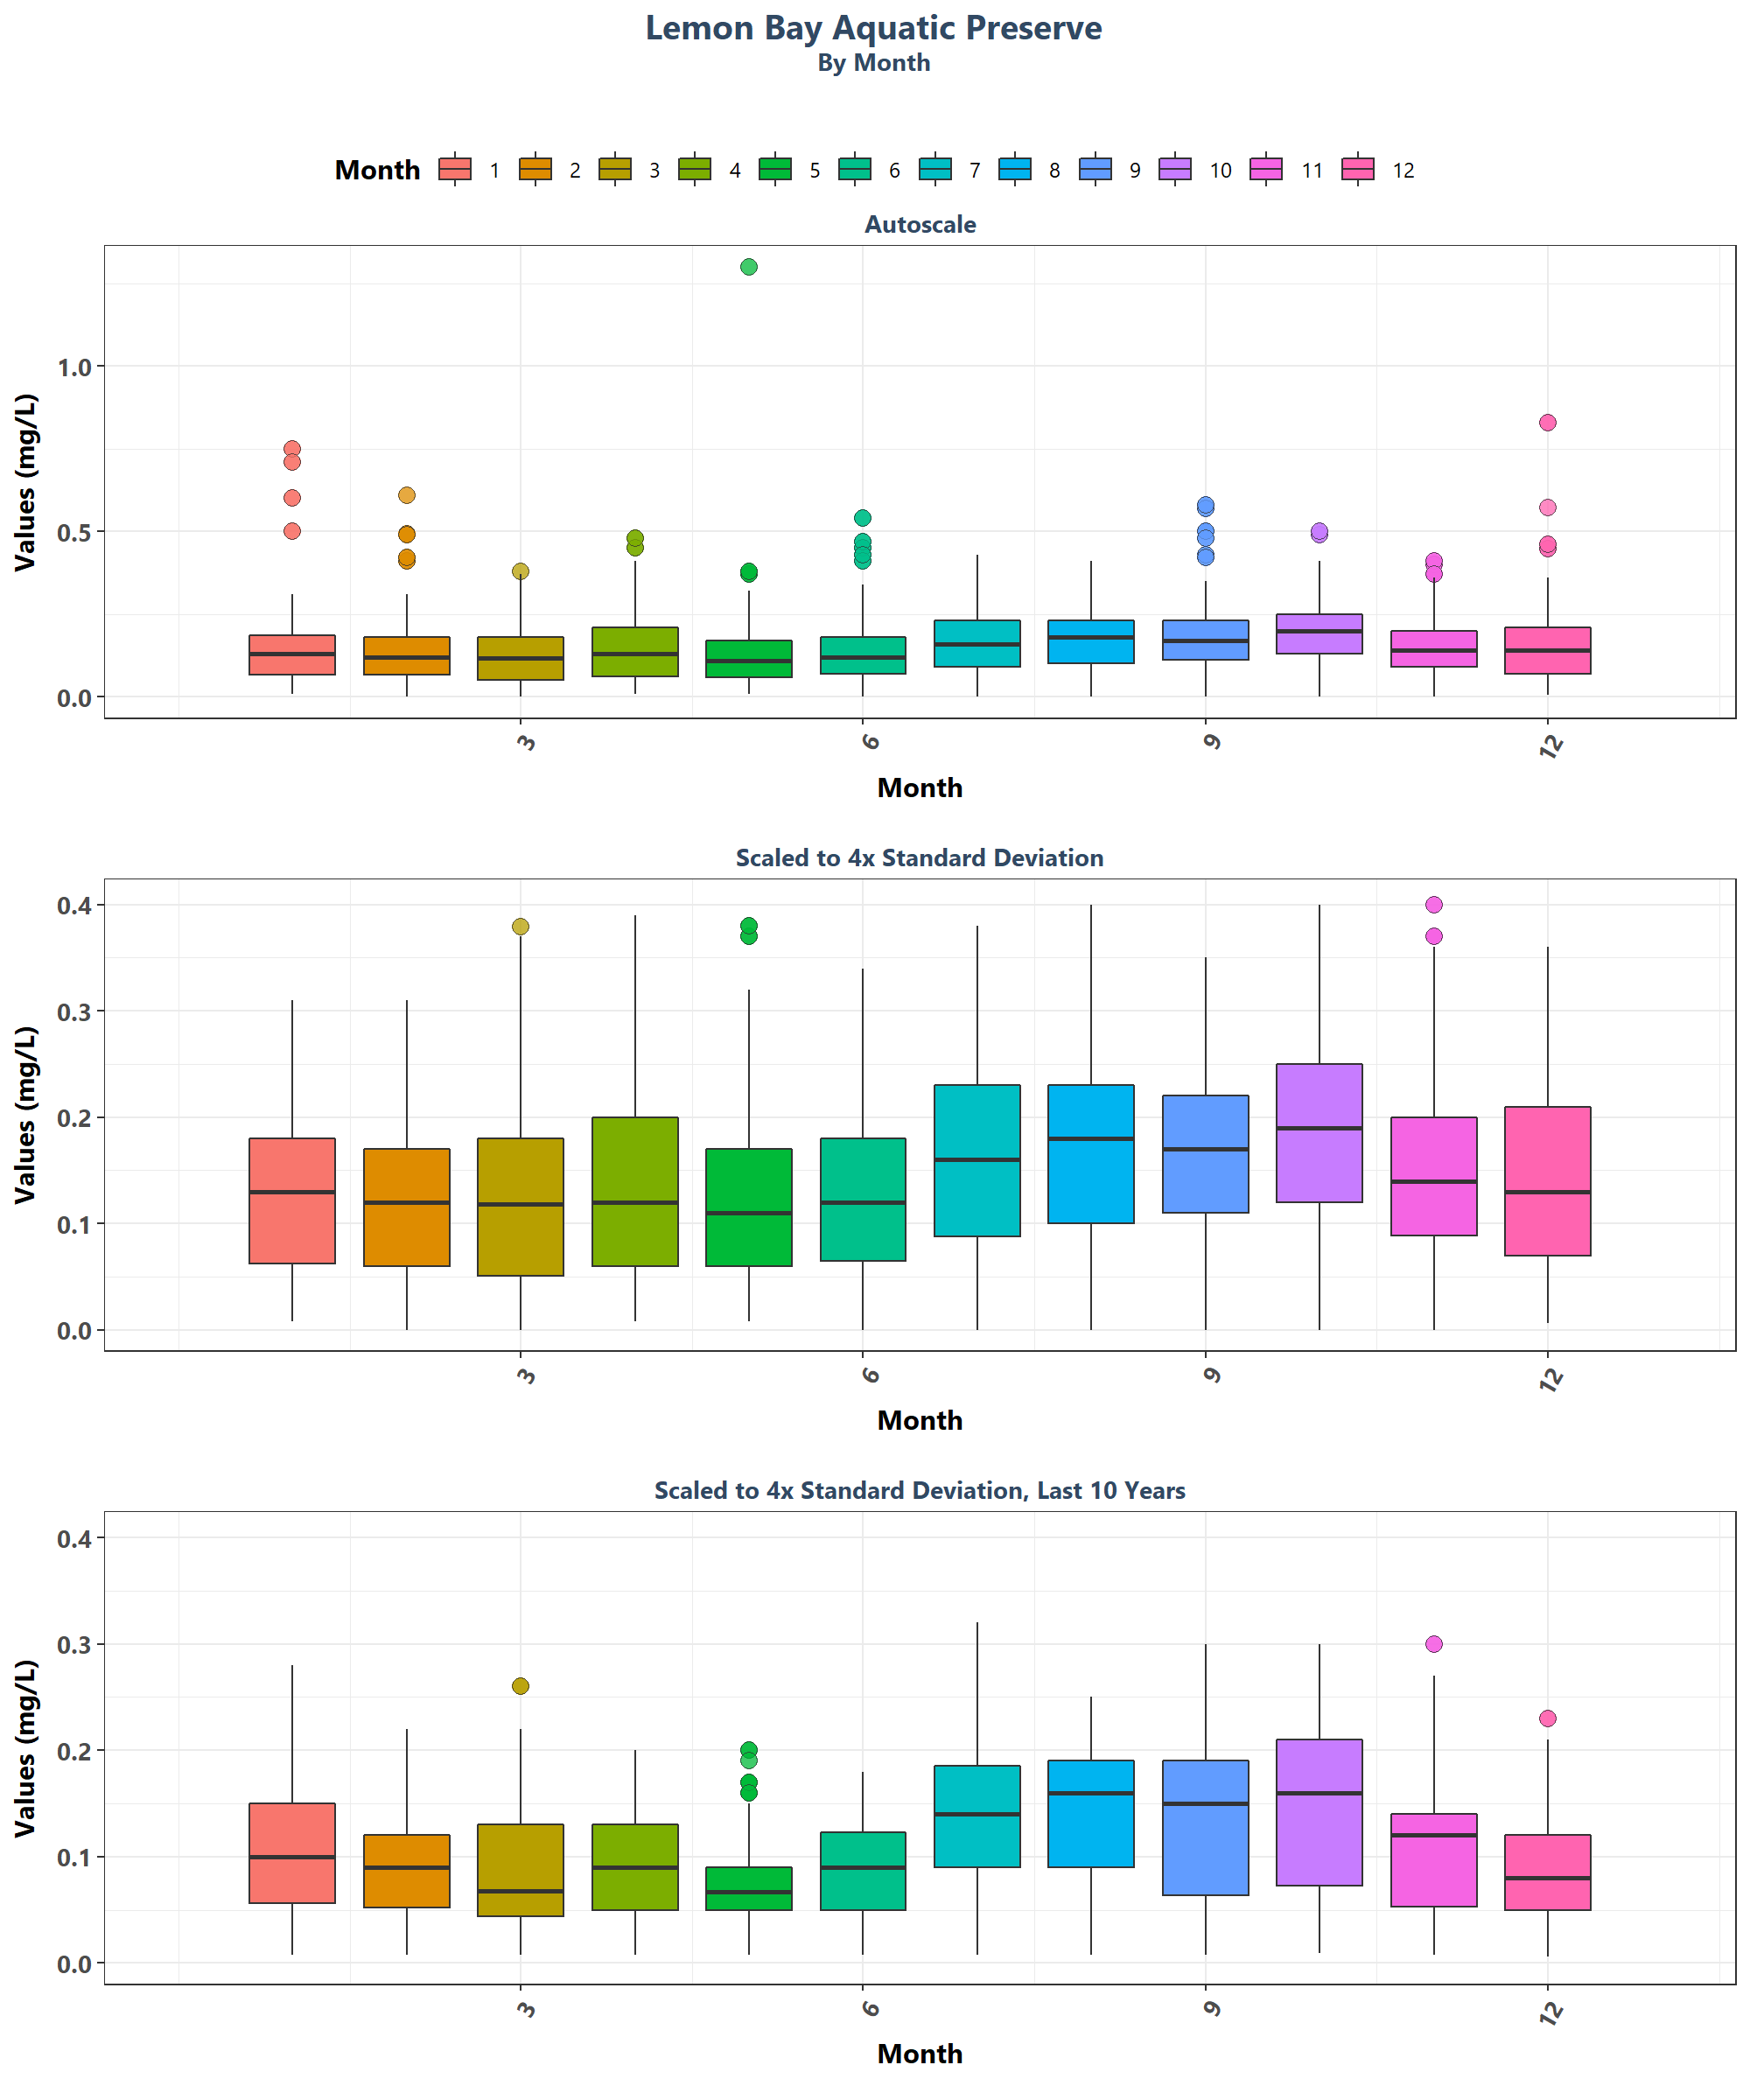 Lemon Bay Aquatic Preserve
By Month
Month 1 2 3 4 5 6 7 8 9 10 11 12
Autoscale
Values (mg/L)
1.0
0.5
0.0
3 6 9 12
Month
Scaled to 4x Standard Deviation
Values (mg/L)
0.4
0.3
0.2
0.1
0.0
3 6 9 12
Month
Scaled to 4x Standard Deviation, Last 10 Years
Values (mg/L)
0.4
0.3
0.2
0.1
0.0
3 6 9 12
Month